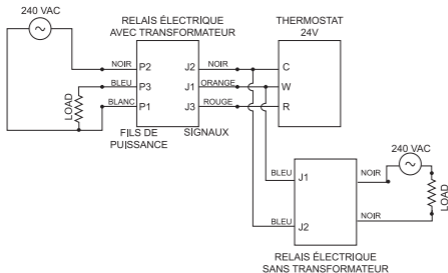 240 VAC
RELAIS ÉLECTRIQUE
AVEC TRANSFORMATEUR
THERMOSTAT
24V
NOIR
P2
J2
NOIR
C
BLEU
P3
J1
ORANGE
W
LOAD
BLANC
P1
J3
ROUGE
R
FILS DE
PUISSANCE
SIGNAUX
240 VAC
BLEU
J1
NOIR
LOAD
BLEU
J2
NOIR
RELAIS ÉLECTRIQUE
SANS TRANSFORMATEUR